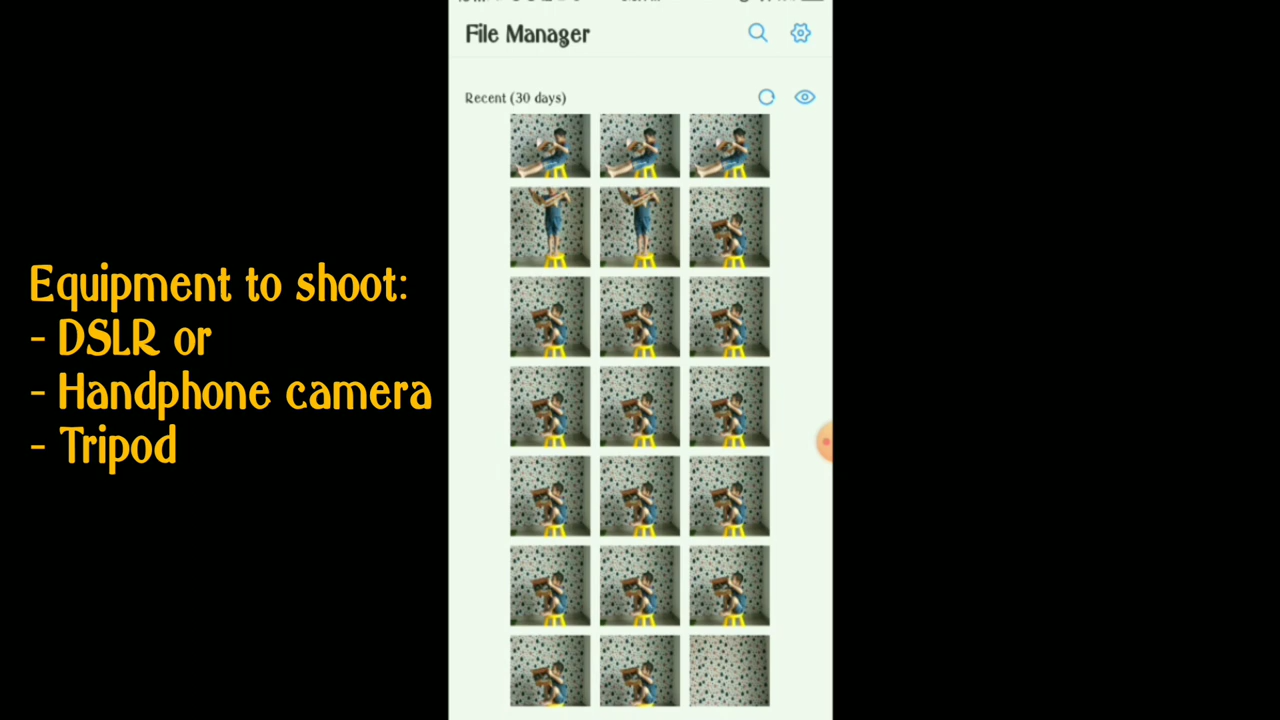 File Manager
Recent (30 days)
Equipment to shoot:
- DSLR or
- Handphone camera
- Tripod